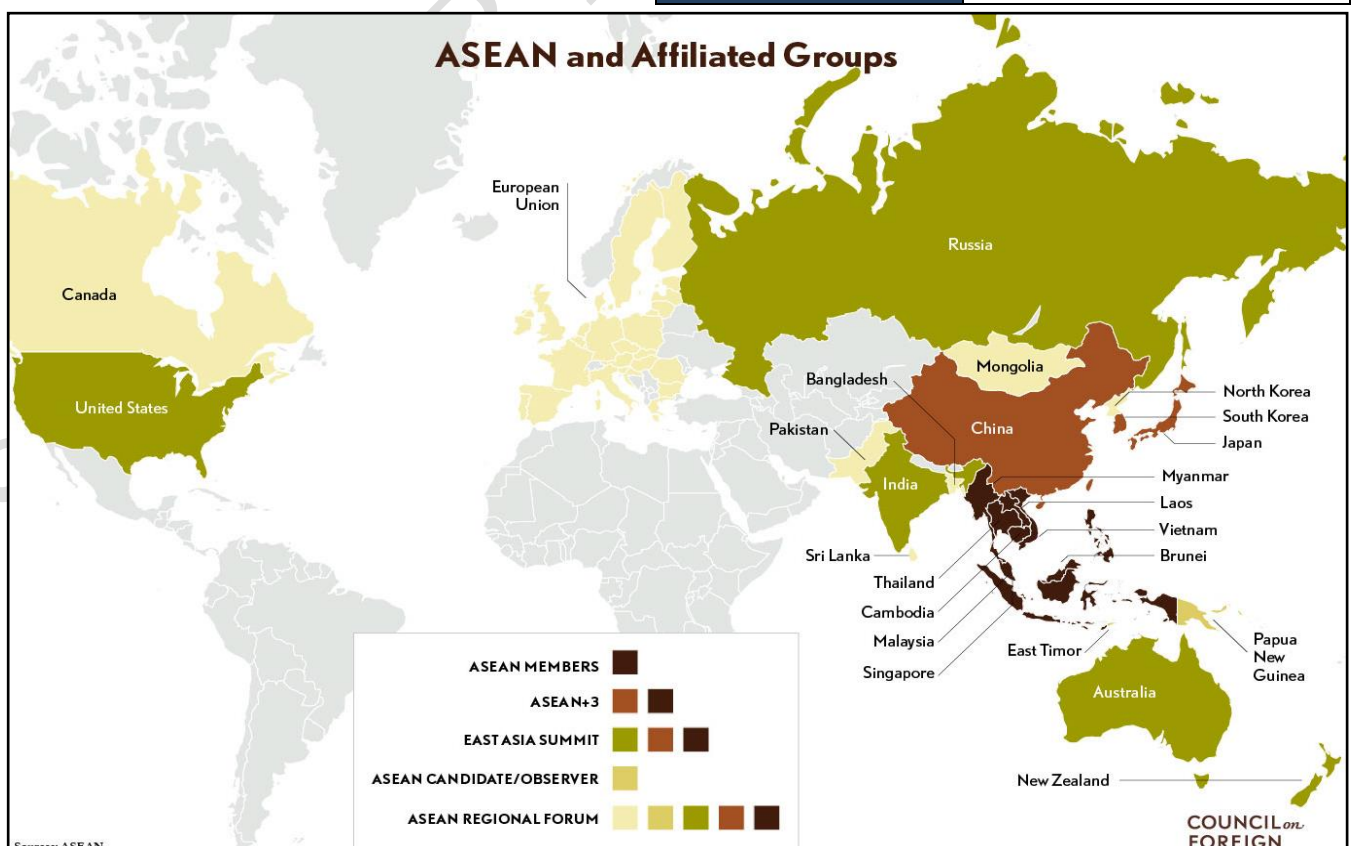 ASEAN and Affiliated Groups
European
Union
Russia
Canada
Mongolia
Bangladesh
North Korea
United States
South Korea
China
Pakistan
Japan
Myanmar
India
Laos
Vietnam
Sri Lanka
Brunei
Thailand
Cambodia
Malaysia
East Timor
Papua
New
Guinea
Singapore
Australia
New Zealand
ASEAN MEMBERS
ASEAN+3
EAST ASIA SUMMIT
ASEAN CANDIDATE/OBSERVER
ASEAN REGIONAL FORUM
COUNCIL on
FOREIGN